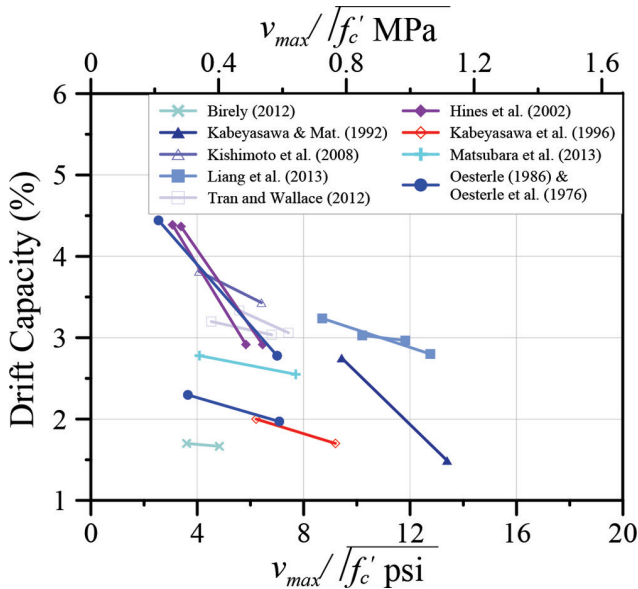 v_max / √f_c′ MPa
0 0.4 0.8 1.2 1.6
6
5
4
3
2
1
Drift Capacity (%)
Birely (2012)
Kabeyasawa & Mat. (1992)
Kishimoto et al. (2008)
Liang et al. (2013)
Tran and Wallace (2012)
Hines et al. (2002)
Kabeyasawa et al. (1996)
Matsubara et al. (2013)
Oesterle (1986) &
Oesterle et al. (1976)
0 4 8 12 16 20
v_max / √f_c′ psi